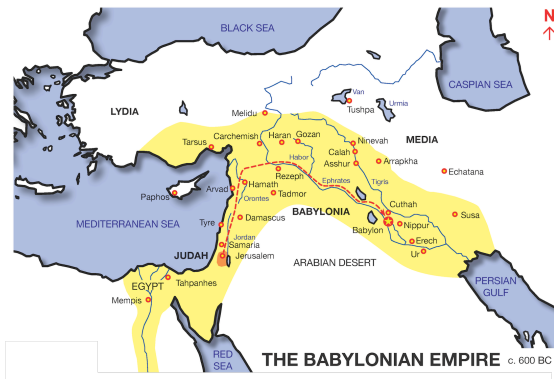 BLACK SEA
N
CASPIAN SEA
Van
Tushpa
Urmia
LYDIA
Melidu
MEDIA
Tarsus
Carchemish
Haran
Gozan
Ninevah
Calah
Asshur
Arrapkha
Echatana
Habor
Rezeph
Ephrates
Tigris
Paphos
Arvad
Hamath
Orontes
Tadmor
BABYLONIA
Cuthah
Susa
MEDITERRANEAN SEA
Tyre
Damascus
Babylon
Nippur
Jordan
Samaria
Erech
JUDAH
Jerusalem
Ur
ARABIAN DESERT
EGYPT
Tahpanhes
Mempis
PERSIAN
GULF
RED
SEA
THE BABYLONIAN EMPIRE c. 600 BC